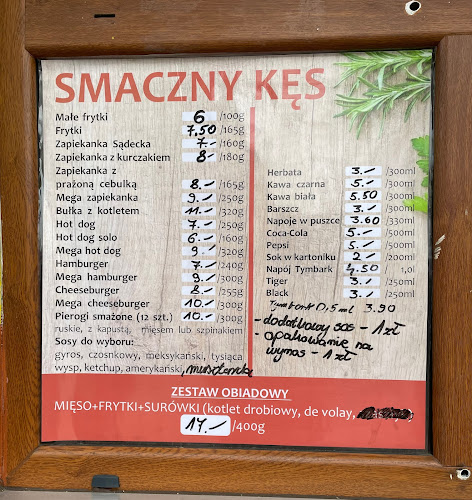 SMACZNY KĘS
Małe frytki 6 /100g
Frytki 7,50 /165g
Zapiekanka Sądecka 7.- /160g
Zapiekanka z kurczakiem 8.- /180g
Zapiekanka z
prażoną cebulką 8.- /165g
Mega zapiekanka 9.- /250g
Bułka z kotletem 11.- /320g
Hot dog 7.- /250g
Hot dog solo 6.- /160g
Mega hot dog 9 /320g
Hamburger 7.- /240g
Mega hamburger 9.- /300g
Cheeseburger 8.- /255g
Mega cheeseburger 10.- /300g
Pierogi smażone (12 szt.) 10.- /300g
ruskie, z kapustą, mięsem lub szpinakiem
Sosy do wyboru:
gyros, czosnkowy, meksykański, tysiąca
wysp, ketchup, amerykański, musztarda
Herbata 3.- /300ml
Kawa czarna 5.- /300ml
Kawa biała 5.50 /300ml
Barszcz 3.- /300ml
Napoje w puszce 3.60 /330ml
Coca-Cola 5.- /500ml
Pepsi 5.- /500ml
Sok w kartoniku 2.- /200ml
Napój Tymbark 4.50 /1,0l
Tiger 3.- /250ml
Black 3.- /250ml
Tymbark 0,5ml 3.90
- dodatkowy sos - 1 zł
- opakowanie na
wynos - 1 zł
ZESTAW OBIADOWY
MIĘSO+FRYTKI+SURÓWKI (kotlet drobiowy, de volay,
17.- /400g